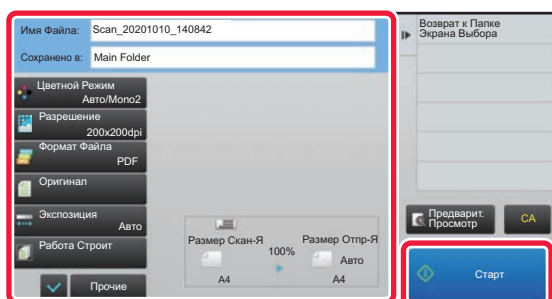 Имя Файла: Scan_20201010_140842
Сохранено в: Main Folder
Цветной Режим
Авто/Mono2
Разрешение
200x200dpi
Формат Файла
PDF
Оригинал
Экспозиция
Авто
Работа Строит
Прочие
Размер Скан-Я
A4
100%
Размер Отпр-Я
Авто
A4
Возврат к Папке
Экрана Выбора
Предварит.
Просмотр
CA
Старт